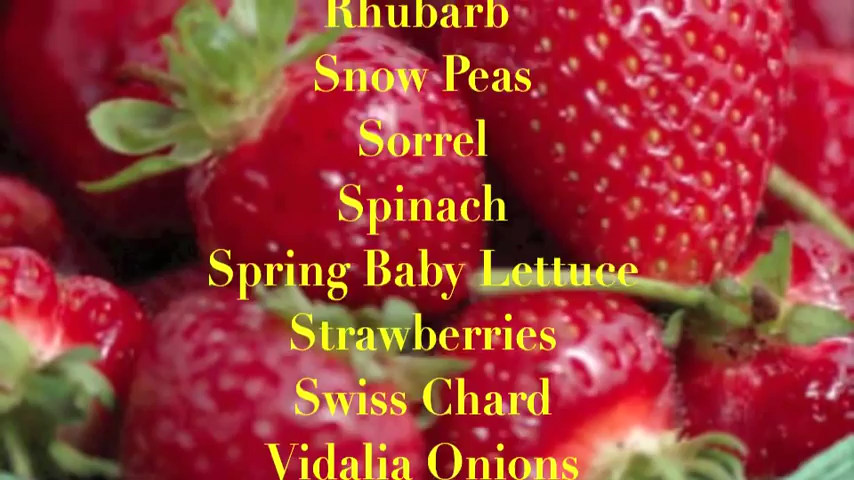 Rhubarb
Snow Peas
Sorrel
Spinach
Spring Baby Lettuce
Strawberries
Swiss Chard
Vidalia Onions